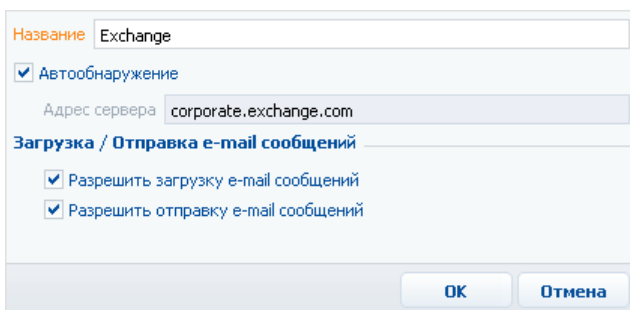 Название Exchange
Автообнаружение
Адрес сервера corporate.exchange.com
Загрузка / Отправка e-mail сообщений
Разрешить загрузку e-mail сообщений
Разрешить отправку e-mail сообщений
ОК Отмена